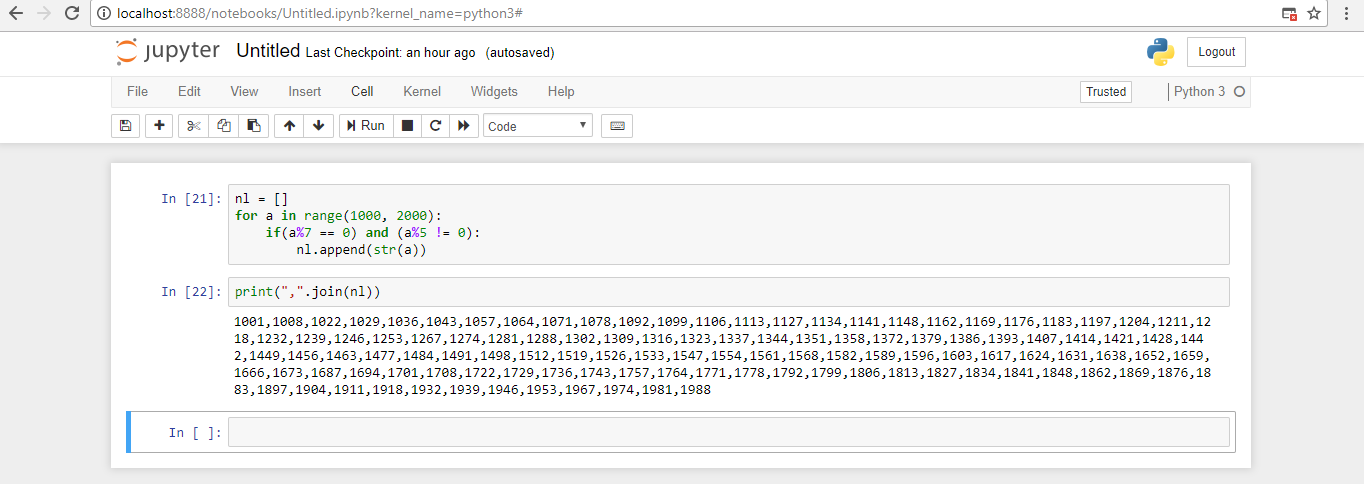 localhost:8888/notebooks/Untitled.ipynb?kernel_name=python3#
jupyter Untitled Last Checkpoint: an hour ago (autosaved)
Logout
File Edit View Insert Cell Kernel Widgets Help
Trusted
Python 3
Run
Code
In [21]:
nl = []
for a in range(1000, 2000):
    if(a%7 == 0) and (a%5 != 0):
        nl.append(str(a))
In [22]:
print(",".join(nl))
1001,1008,1022,1029,1036,1043,1057,1064,1071,1078,1092,1099,1106,1113,1127,1134,1141,1148,1162,1169,1176,1183,1197,1204,1211,12
18,1232,1239,1246,1253,1267,1274,1281,1288,1302,1309,1316,1323,1337,1344,1351,1358,1372,1379,1386,1393,1407,1414,1421,1428,144
2,1449,1456,1463,1477,1484,1491,1498,1512,1519,1526,1533,1547,1554,1561,1568,1582,1589,1596,1603,1617,1624,1631,1638,1652,1659,
1666,1673,1687,1694,1701,1708,1722,1729,1736,1743,1757,1764,1771,1778,1792,1799,1806,1813,1827,1834,1841,1848,1862,1869,1876,18
83,1897,1904,1911,1918,1932,1939,1946,1953,1967,1974,1981,1988
In [ ]: